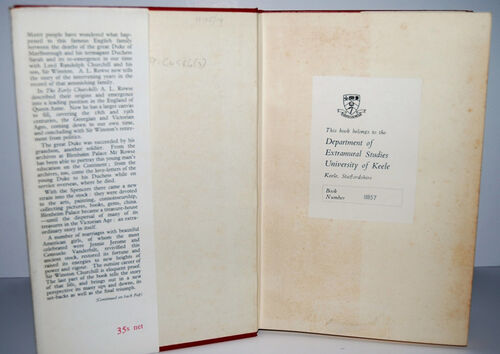 Many people have wondered what hap-
pened to this famous English family
between the deaths of the great Duke of
Marlborough and his termagant Duchess
Sarah and its re-emergence in our time
with Lord Randolph Churchill and his
son, Sir Winston. A. L. Rowse now tells
the story of the intervening years in the
record of that astonishing family.
In The Early Churchills A. L. Rowse
described their origins and emergence
into a leading position in the England of
Queen Anne. Now he has a larger canvas
to fill, covering the 18th and 19th
centuries, the Georgian and Victorian
Ages, coming down to our own time,
and concluding with Sir Winston's retire-
ment from politics.
The great Duke was succeeded by his
grandson, another soldier. From the
archives at Blenheim Palace Mr Rowse
has been able to portray this young man's
education on the Continent; from the
archives, too, come the love-letters of the
young Duke to his Duchess while on
service overseas, where he died.
With the Spencers there came a new
strain into the stock: they were devoted
to the arts, painting, connoisseurship,
collecting pictures, books, gems, china.
Blenheim Palace became a treasure-house
—until the dispersal of many of its
treasures in the Victorian Age: an extra-
ordinary story in itself.
A number of marriages with beautiful
American girls, of whom the most
celebrated were Jennie Jerome and
Consuelo Vanderbilt, revivified this
ancient stock, restored its fortune and
raised its energies to new heights of
power and vigour. The outsize career of
Sir Winston Churchill is eloquent proof.
The last part of the book tells the story
of that life, and brings out in a new
perspective its many ups and downs, its
set-backs as well as the final triumph.
(Continued on back flap)
35s net
This book belongs to the
Department of
Extramural Studies
University of Keele
Keele, Staffordshire
Book
Number 11857